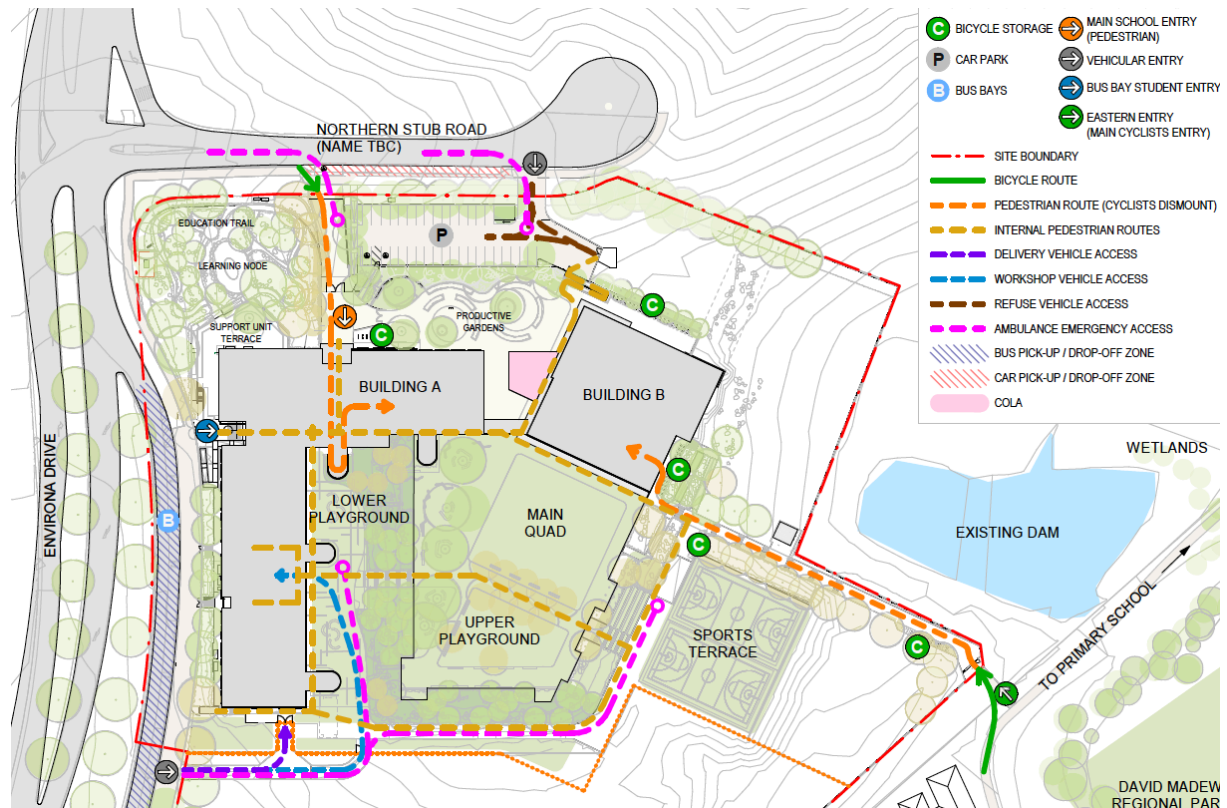 C BICYCLE STORAGE
P CAR PARK
B BUS BAYS
MAIN SCHOOL ENTRY
(PEDESTRIAN)
VEHICULAR ENTRY
BUS BAY STUDENT ENTRY
EASTERN ENTRY
(MAIN CYCLISTS ENTRY)
SITE BOUNDARY
BICYCLE ROUTE
PEDESTRIAN ROUTE (CYCLISTS DISMOUNT)
INTERNAL PEDESTRIAN ROUTES
DELIVERY VEHICLE ACCESS
WORKSHOP VEHICLE ACCESS
REFUSE VEHICLE ACCESS
AMBULANCE EMERGENCY ACCESS
BUS PICK-UP / DROP-OFF ZONE
CAR PICK-UP / DROP-OFF ZONE
COLA
NORTHERN STUB ROAD
(NAME TBC)
EDUCATION TRAIL
P
LEARNING NODE
C
SUPPORT UNIT
TERRACE
PRODUCTIVE
GARDENS
C
BUILDING A
BUILDING B
WETLANDS
ENVIRONA DRIVE
C
LOWER
PLAYGROUND
MAIN
QUAD
B
EXISTING DAM
C
UPPER
PLAYGROUND
SPORTS
TERRACE
C
TO PRIMARY SCHOOL
DAVID MADEW
REGIONAL PAR